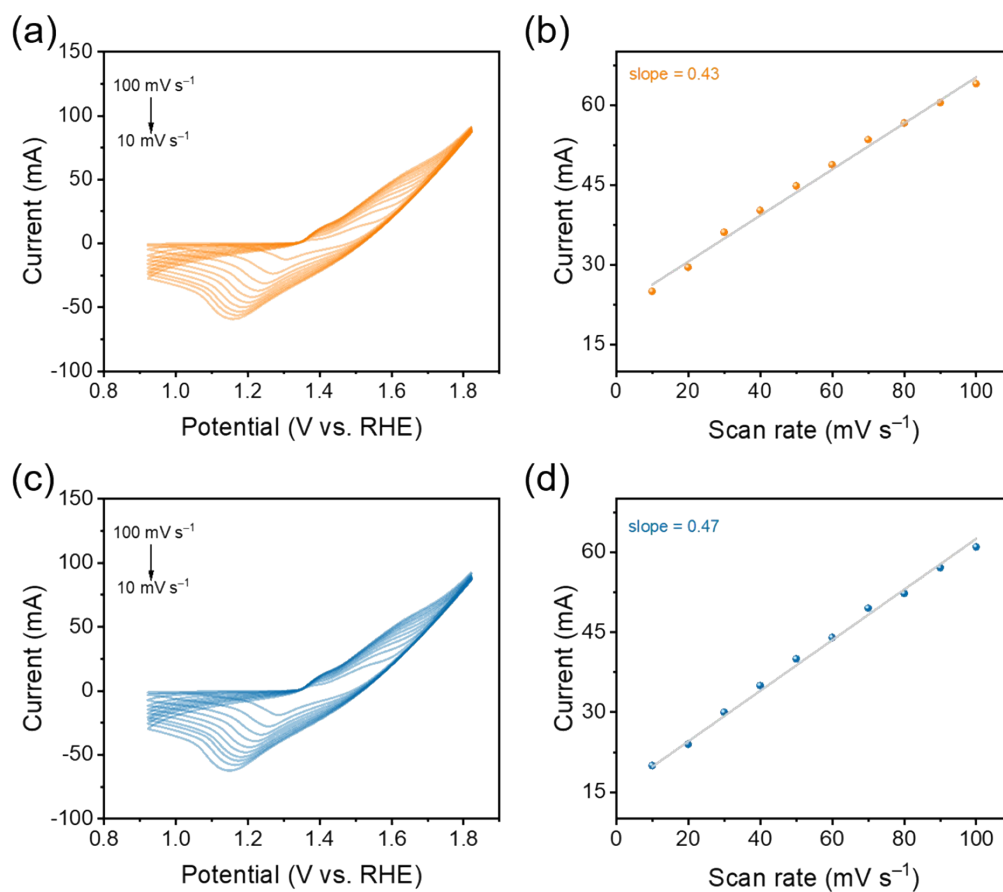 (a)
150
100
50
0
-50
-100
Current (mA)
100 mV s⁻¹
10 mV s⁻¹
0.8 1.0 1.2 1.4 1.6 1.8
Potential (V vs. RHE)
(b)
60
45
30
15
Current (mA)
slope = 0.43
0 20 40 60 80 100
Scan rate (mV s⁻¹)
(c)
150
100
50
0
-50
-100
Current (mA)
100 mV s⁻¹
10 mV s⁻¹
0.8 1.0 1.2 1.4 1.6 1.8
Potential (V vs. RHE)
(d)
60
45
30
15
Current (mA)
slope = 0.47
0 20 40 60 80 100
Scan rate (mV s⁻¹)